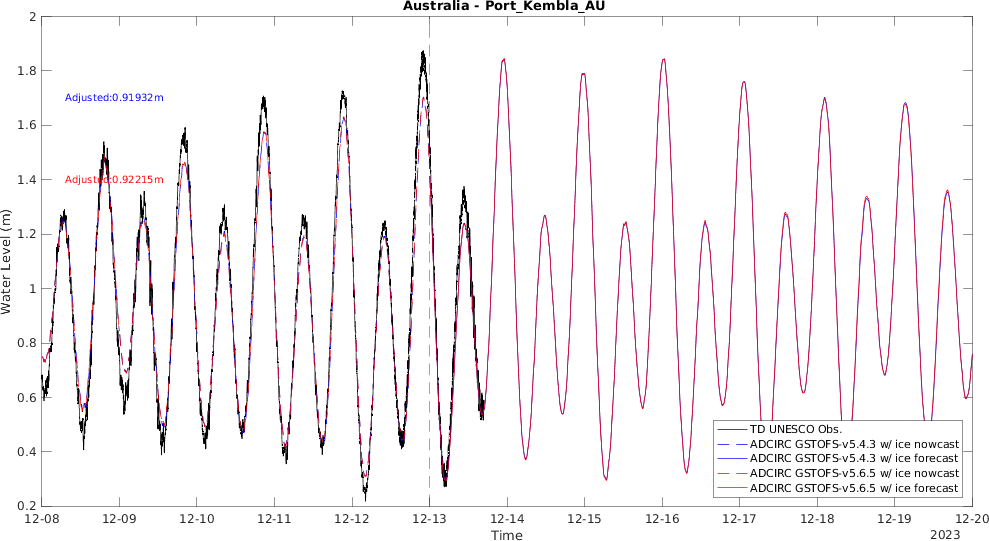 Australia - Port_Kembla_AU
2
1.8
1.6
1.4
1.2
1
0.8
0.6
0.4
0.2
Water Level (m)
Adjusted:0.91932m
Adjusted:0.92215m
TD UNESCO Obs.
ADCIRC GSTOFS-v5.4.3 w/ ice nowcast
ADCIRC GSTOFS-v5.4.3 w/ ice forecast
ADCIRC GSTOFS-v5.6.5 w/ ice nowcast
ADCIRC GSTOFS-v5.6.5 w/ ice forecast
12-08 12-09 12-10 12-11 12-12 12-13 12-14 12-15 12-16 12-17 12-18 12-19 12-20
Time
2023